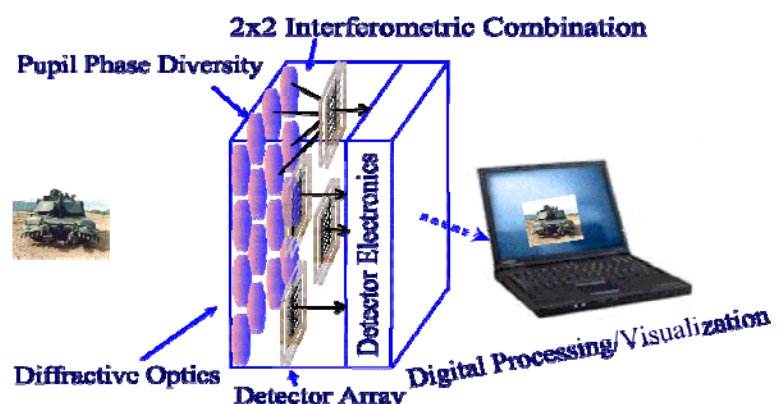 2x2 Interferometric Combination
Pupil Phase Diversity
Detector Electronics
Diffractive Optics
Detector Array
Digital Processing/Visualization